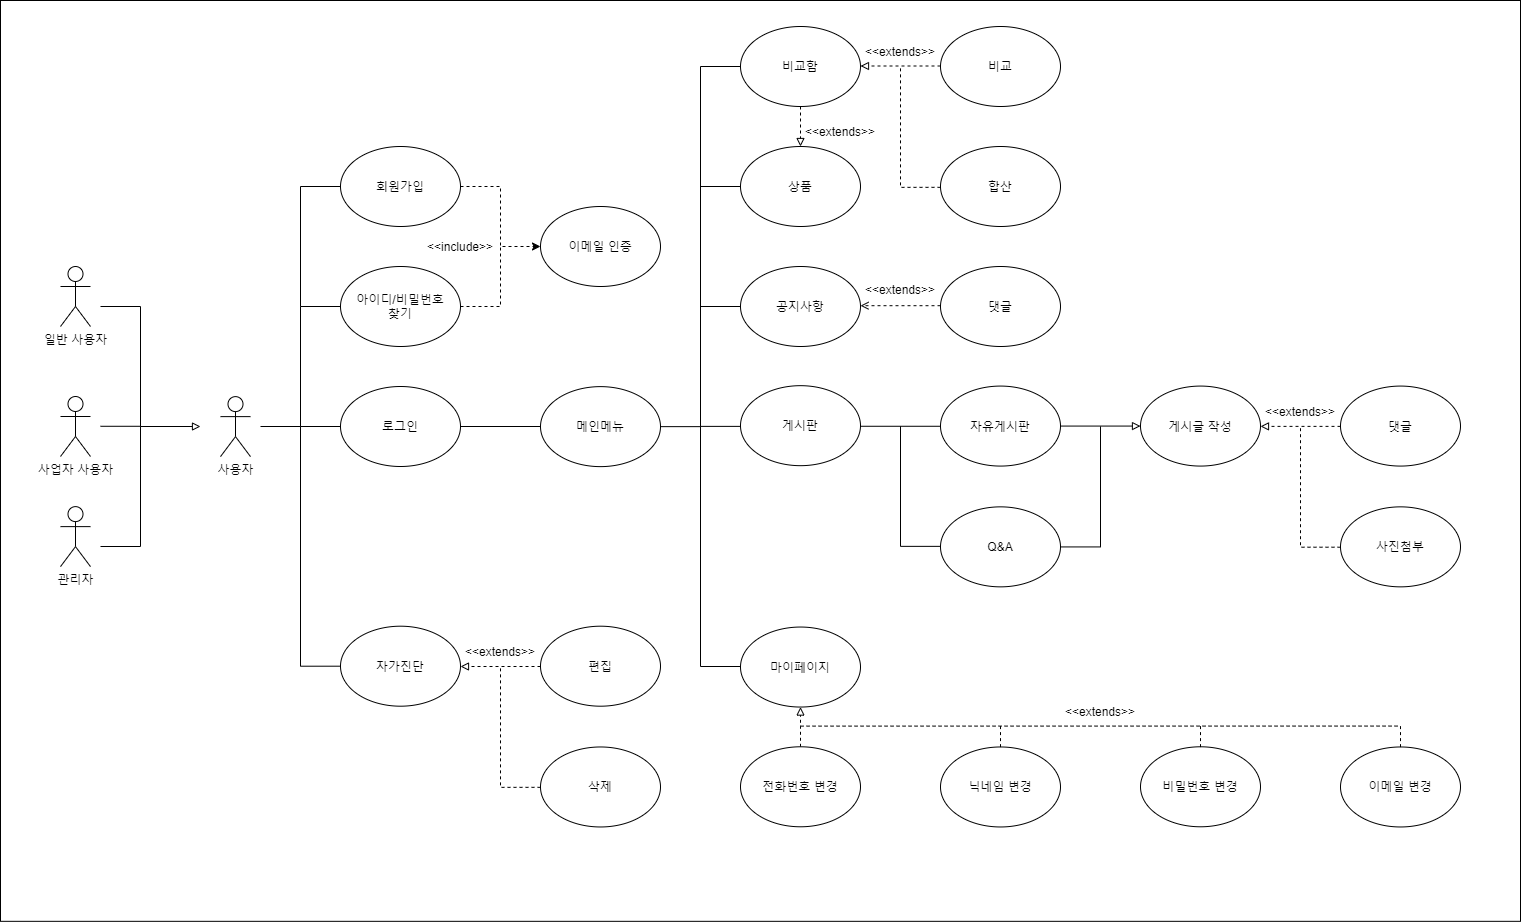 <<extends>>
비교함
비교
<<extends>>
회원가입
상품
합산
<<include>>
이메일 인증
<<extends>>
아이디/비밀번호
찾기
공지사항
댓글
일반 사용자
<<extends>>
로그인
메인메뉴
게시판
자유게시판
게시글 작성
댓글
사업자 사용자
사용자
Q&A
사진첨부
관리자
<<extends>>
자가진단
편집
마이페이지
<<extends>>
삭제
전화번호 변경
닉네임 변경
비밀번호 변경
이메일 변경